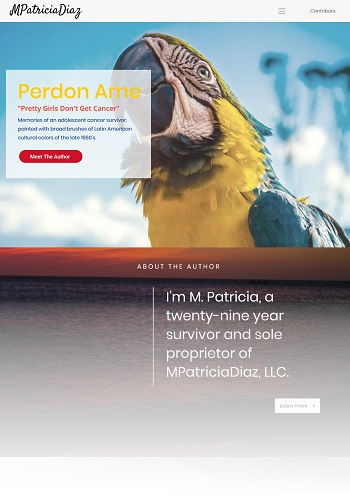 MPatriciaDiaz
Contribute
Perdon Ame
"Pretty Girls Don't Get Cancer"
Memories of an adolescent cancer survivor,
painted with broad brushes of Latin American
cultural colors of the late 1980's.
Meet The Author
ABOUT THE AUTHOR
I'm M. Patricia, a
twenty-nine year
survivor and sole
proprietor of
MPatriciaDiaz, LLC.
Learn more